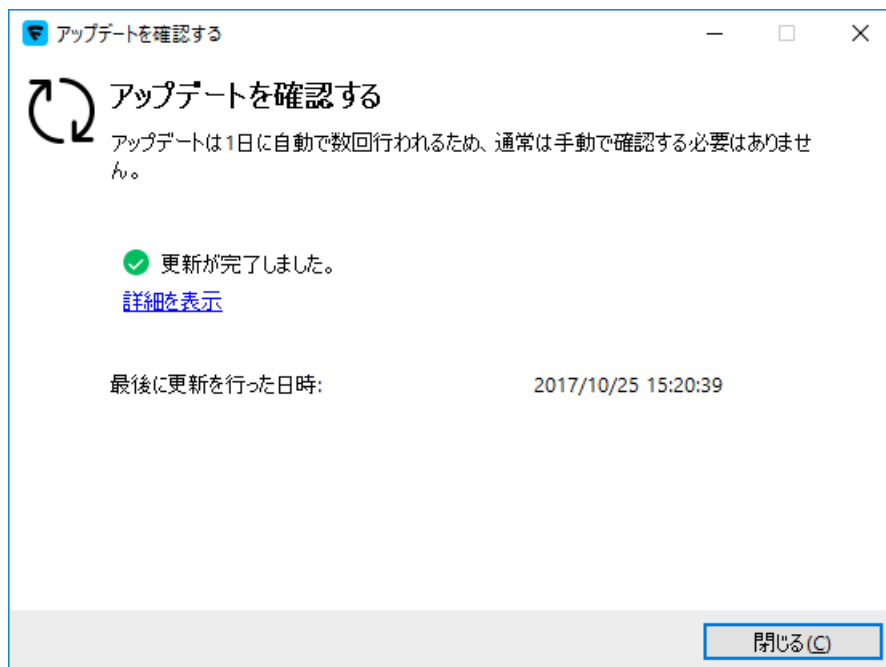 アップデートを確認する
アップデートを確認する
アップデートは1日に自動で数回行われるため、通常は手動で確認する必要はありませ
ん。
更新が完了しました。
詳細を表示
最後に更新を行った日時: 2017/10/25 15:20:39
閉じる(C)